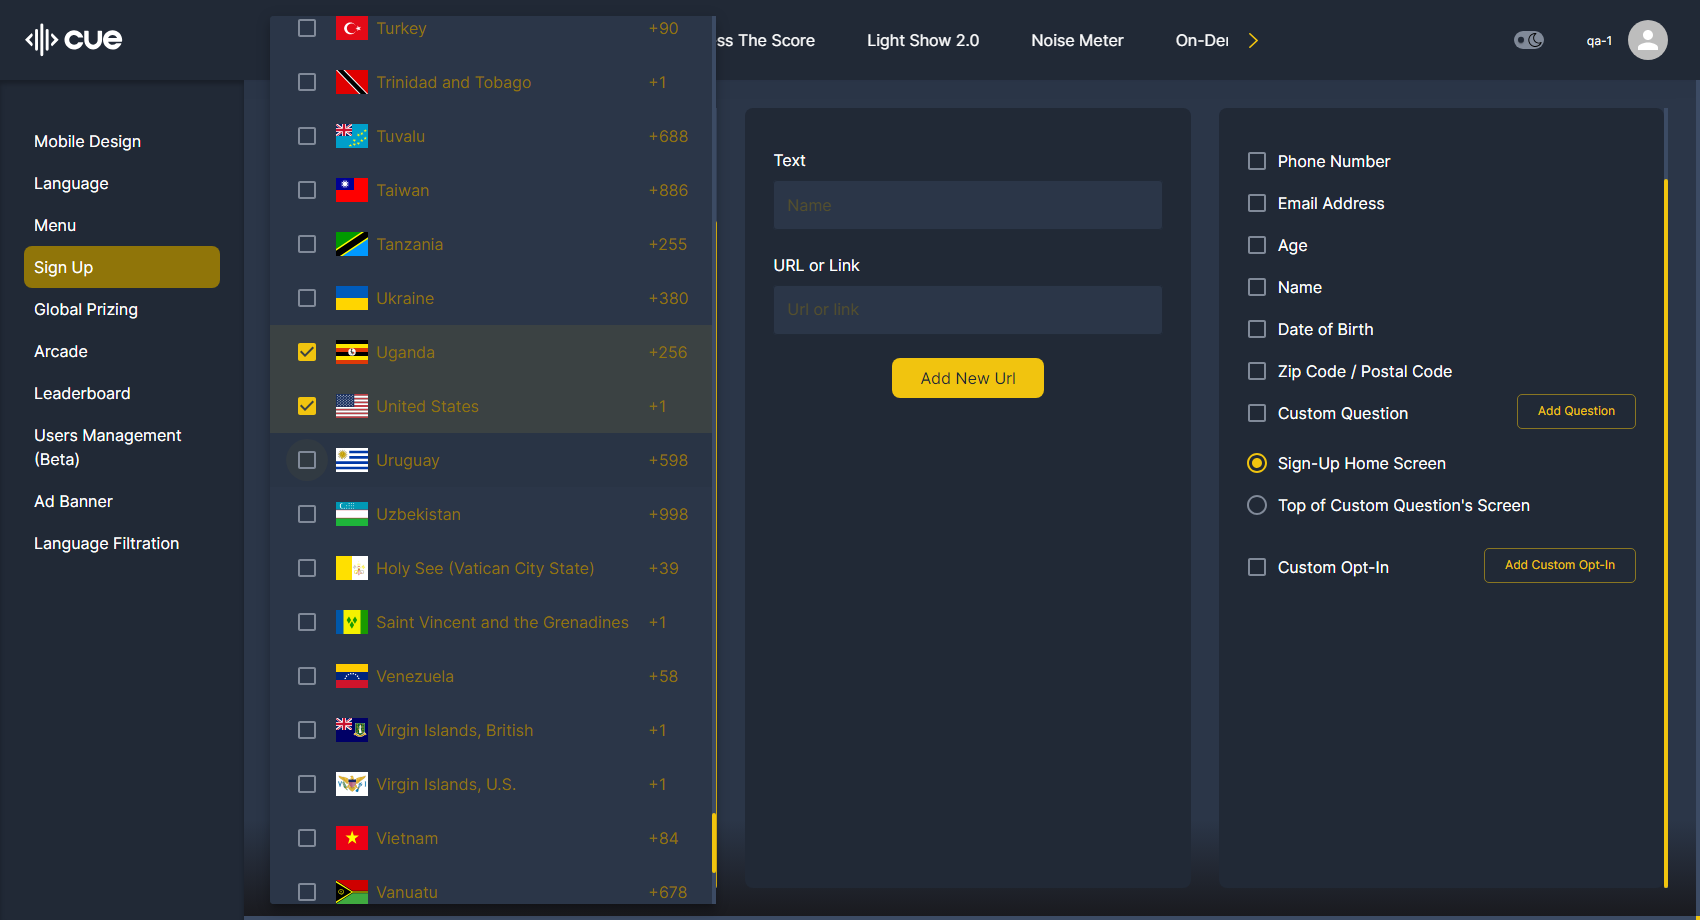 cue
ss The Score
Light Show 2.0
Noise Meter
On-De
qa-1
Mobile Design
Language
Menu
Sign Up
Global Prizing
Arcade
Leaderboard
Users Management
(Beta)
Ad Banner
Language Filtration
Turkey +90
Trinidad and Tobago +1
Tuvalu +688
Taiwan +886
Tanzania +255
Ukraine +380
Uganda +256
United States +1
Uruguay +598
Uzbekistan +998
Holy See (Vatican City State) +39
Saint Vincent and the Grenadines +1
Venezuela +58
Virgin Islands, British +1
Virgin Islands, U.S. +1
Vietnam +84
Vanuatu +678
Text
Name
URL or Link
Url or link
Add New Url
Phone Number
Email Address
Age
Name
Date of Birth
Zip Code / Postal Code
Custom Question
Add Question
Sign-Up Home Screen
Top of Custom Question's Screen
Custom Opt-In
Add Custom Opt-In